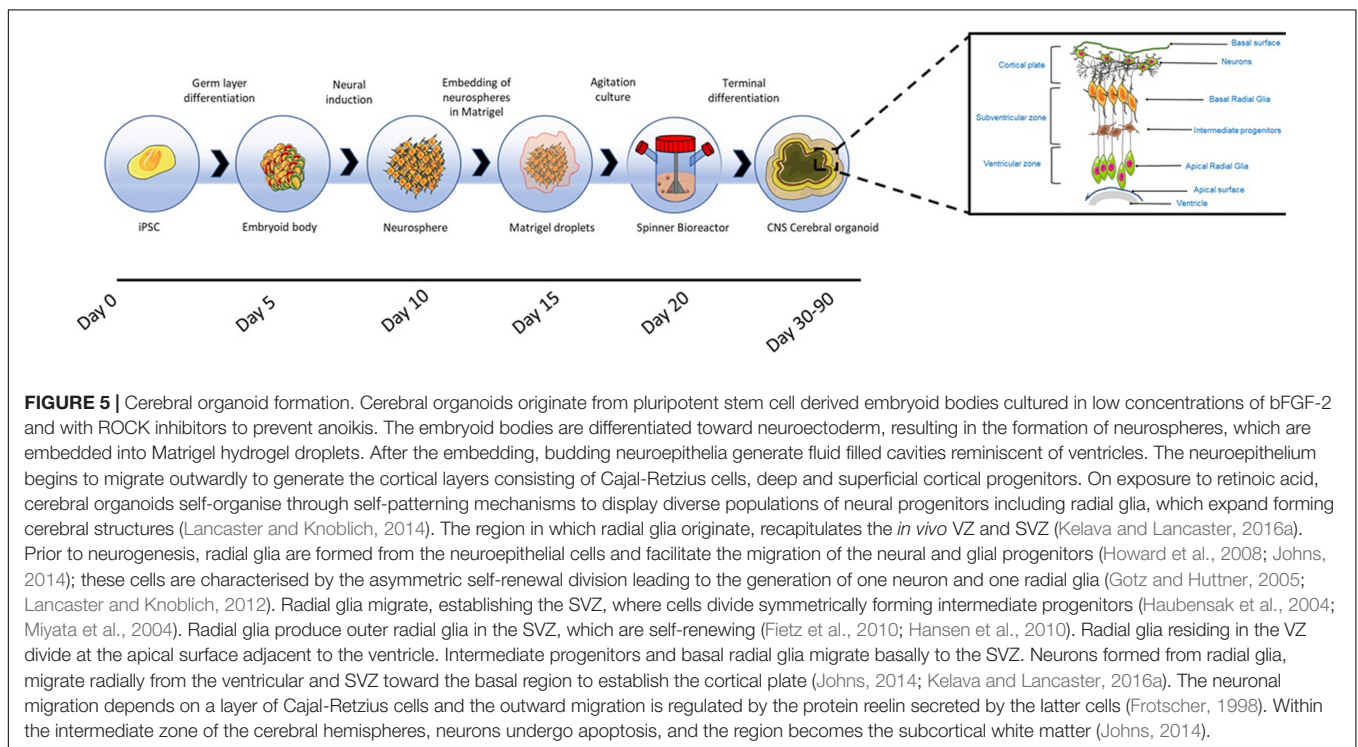 Germ layer
differentiation
Neural
induction
Embedding of
neurospheres
in Matrigel
Agitation
culture
Terminal
differentiation
iPSC
Embryoid body
Neurosphere
Matrigel droplets
Spinner Bioreactor
CNS Cerebral organoid
Day 0
Day 5
Day 10
Day 15
Day 20
Day 30-90
Cortical plate
Subventricular zone
Ventricular zone
Basal surface
Neurons
Basal Radial Glia
Intermediate progenitors
Apical Radial Glia
Apical surface
Ventricle
FIGURE 5 | Cerebral organoid formation. Cerebral organoids originate from pluripotent stem cell derived embryoid bodies cultured in low concentrations of bFGF-2
and with ROCK inhibitors to prevent anoikis. The embryoid bodies are differentiated toward neuroectoderm, resulting in the formation of neurospheres, which are
embedded into Matrigel hydrogel droplets. After the embedding, budding neuroepithelia generate fluid filled cavities reminiscent of ventricles. The neuroepithelium
begins to migrate outwardly to generate the cortical layers consisting of Cajal-Retzius cells, deep and superficial cortical progenitors. On exposure to retinoic acid,
cerebral organoids self-organise through self-patterning mechanisms to display diverse populations of neural progenitors including radial glia, which expand forming
cerebral structures (Lancaster and Knoblich, 2014). The region in which radial glia originate, recapitulates the in vivo VZ and SVZ (Kelava and Lancaster, 2016a).
Prior to neurogenesis, radial glia are formed from the neuroepithelial cells and facilitate the migration of the neural and glial progenitors (Howard et al., 2008; Johns,
2014); these cells are characterised by the asymmetric self-renewal division leading to the generation of one neuron and one radial glia (Gotz and Huttner, 2005;
Lancaster and Knoblich, 2012). Radial glia migrate, establishing the SVZ, where cells divide symmetrically forming intermediate progenitors (Haubensak et al., 2004;
Miyata et al., 2004). Radial glia produce outer radial glia in the SVZ, which are self-renewing (Fietz et al., 2010; Hansen et al., 2010). Radial glia residing in the VZ
divide at the apical surface adjacent to the ventricle. Intermediate progenitors and basal radial glia migrate basally to the SVZ. Neurons formed from radial glia,
migrate radially from the ventricular and SVZ toward the basal region to establish the cortical plate (Johns, 2014; Kelava and Lancaster, 2016a). The neuronal
migration depends on a layer of Cajal-Retzius cells and the outward migration is regulated by the protein reelin secreted by the latter cells (Frotscher, 1998). Within
the intermediate zone of the cerebral hemispheres, neurons undergo apoptosis, and the region becomes the subcortical white matter (Johns, 2014).